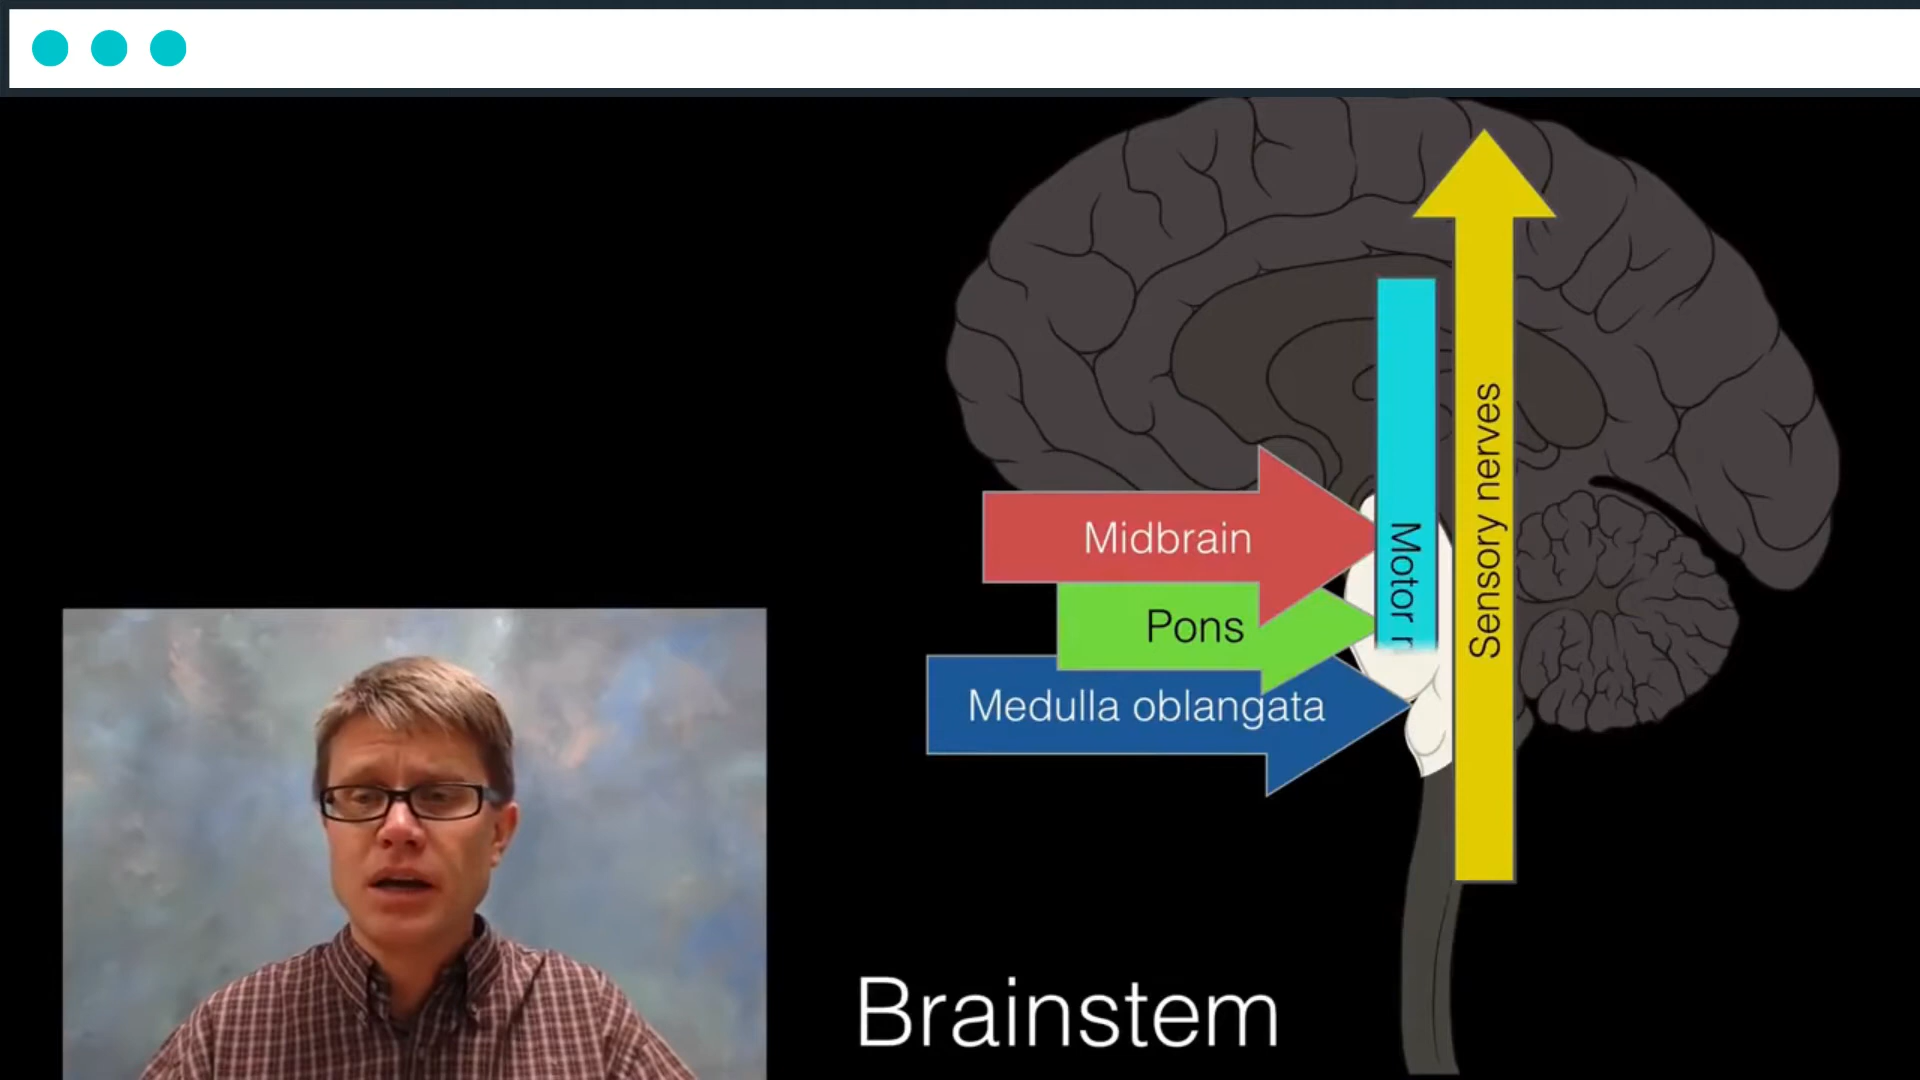 Midbrain
Pons
Medulla oblangata
Motor
Sensory nerves
Brainstem